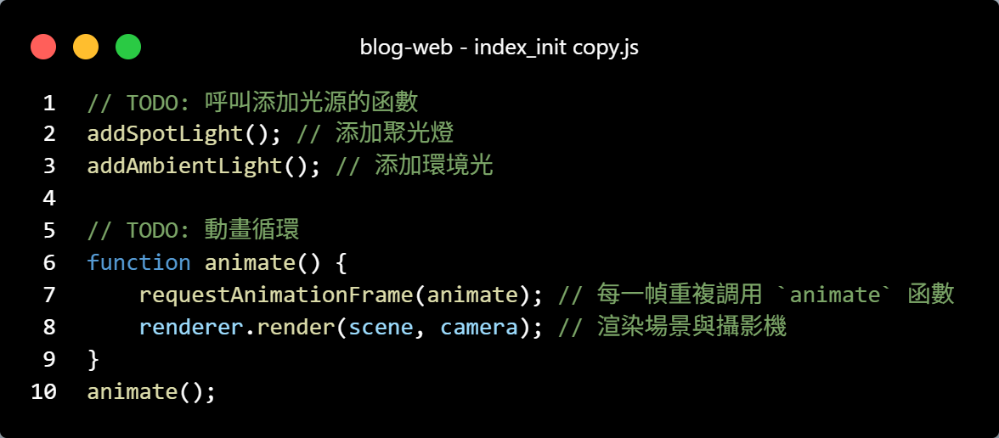 blog-web - index_init copy.js
1 // TODO: 呼叫添加光源的函數
2 addSpotLight(); // 添加聚光燈
3 addAmbientLight(); // 添加環境光
4
5 // TODO: 動畫循環
6 function animate() {
7     requestAnimationFrame(animate); // 每一幀重複調用 `animate` 函數
8     renderer.render(scene, camera); // 渲染場景與攝影機
9 }
10 animate();